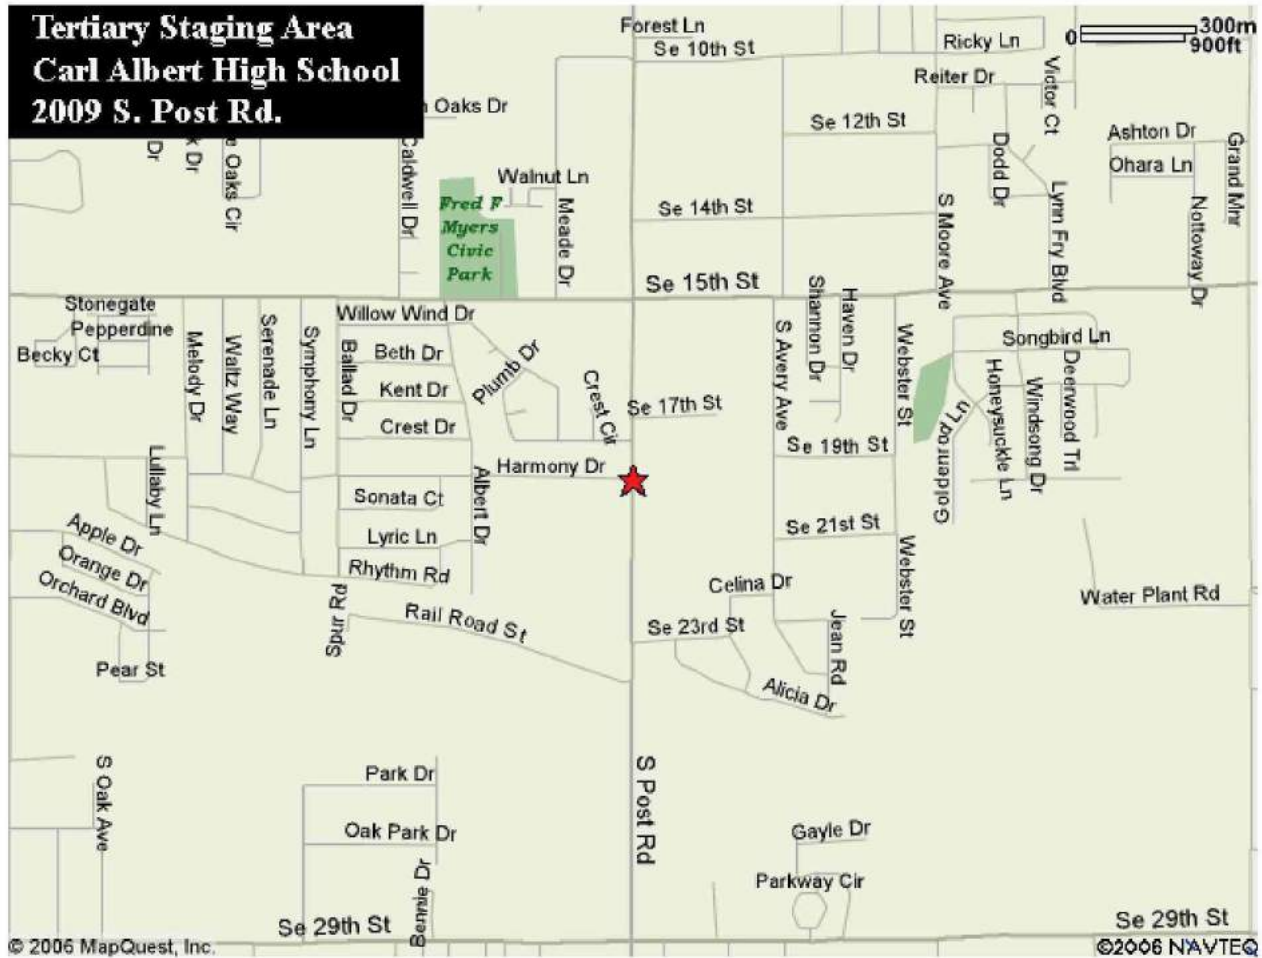 Tertiary Staging Area
Carl Albert High School
2009 S. Post Rd.
Forest Ln
Se 10th St
Ricky Ln
0
300m
900ft
Reiter Dr
Victor Ct
Oaks Dr
Se 12th St
Ashton Dr
Ohara Ln
Grand Mnr
Dr
k Dr
e Oaks Cir
Caldwell Dr
Walnut Ln
Fred F
Myers
Civic
Park
Meade Dr
Se 14th St
S Moore Ave
Dodd Dr
Lynn Fry Blvd
Nottoway Dr
Se 15th St
Stonegate
Pepperdine
Becky Ct
Melody Dr
Waltz Way
Serenade Ln
Symphony Ln
Willow Wind Dr
Ballad Dr
Beth Dr
Kent Dr
Crest Dr
Plumb Dr
Crest Cir
Se 17th St
S Avery Ave
Shannon Dr
Haven Dr
Webster St
Songbird Ln
Goldenrod Ln
Honeysuckle Ln
Windsong Dr
Deerwood Trl
Se 19th St
Lullaby Ln
Harmony Dr
Sonata Ct
Albert Dr
Se 21st St
Apple Dr
Orange Dr
Orchard Blvd
Lyric Ln
Rhythm Rd
Spur Rd
Rail Road St
Celina Dr
Webster St
Water Plant Rd
Se 23rd St
Jean Rd
Pear St
Alicia Dr
S Oak Ave
Park Dr
Oak Park Dr
Bennie Dr
S Post Rd
Gayle Dr
Parkway Cir
Se 29th St
Se 29th St
© 2006 MapQuest, Inc.
©2006 NAVTEQ